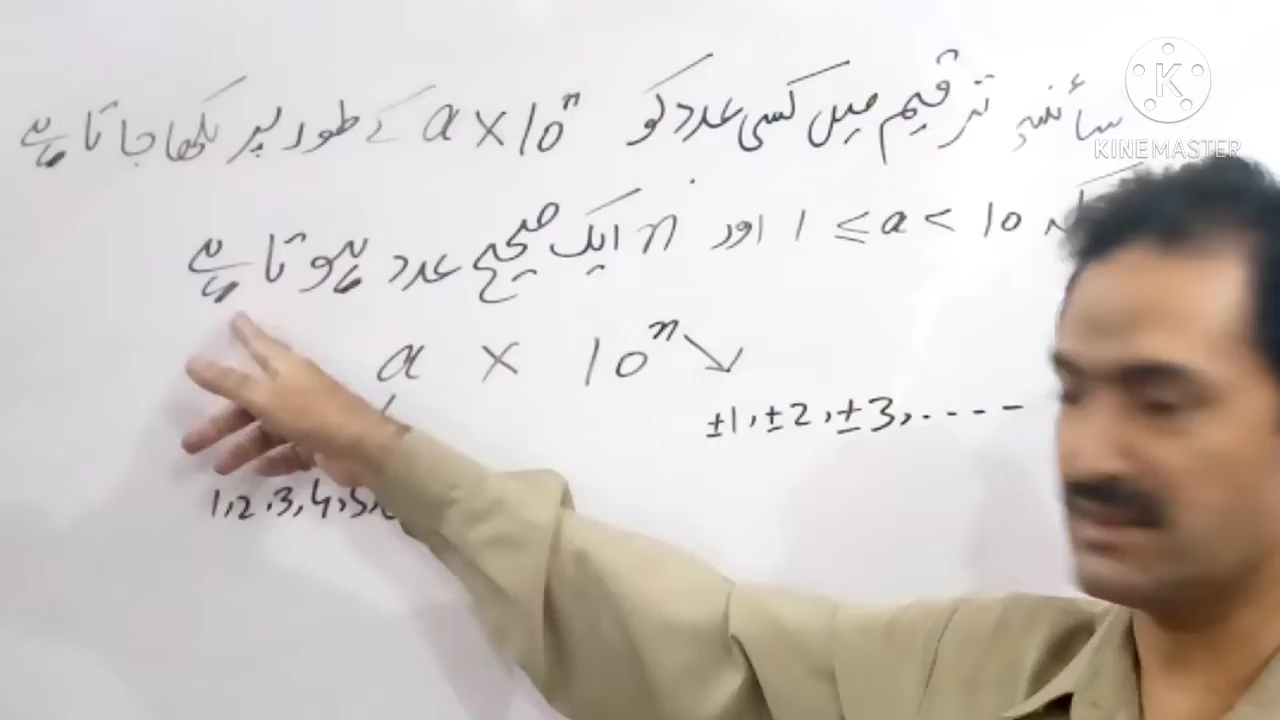 سائنسی ترقیم میں کسی عدد کو a × 10ⁿ کے طور پر لکھا جاتا ہے
1 ≤ a < 10 اور n ایک صحیح عدد ہوتا ہے
a × 10ⁿ
±1, ±2, ±3, ----
1, 2, 3, 4, 5,
K
KINEMASTER